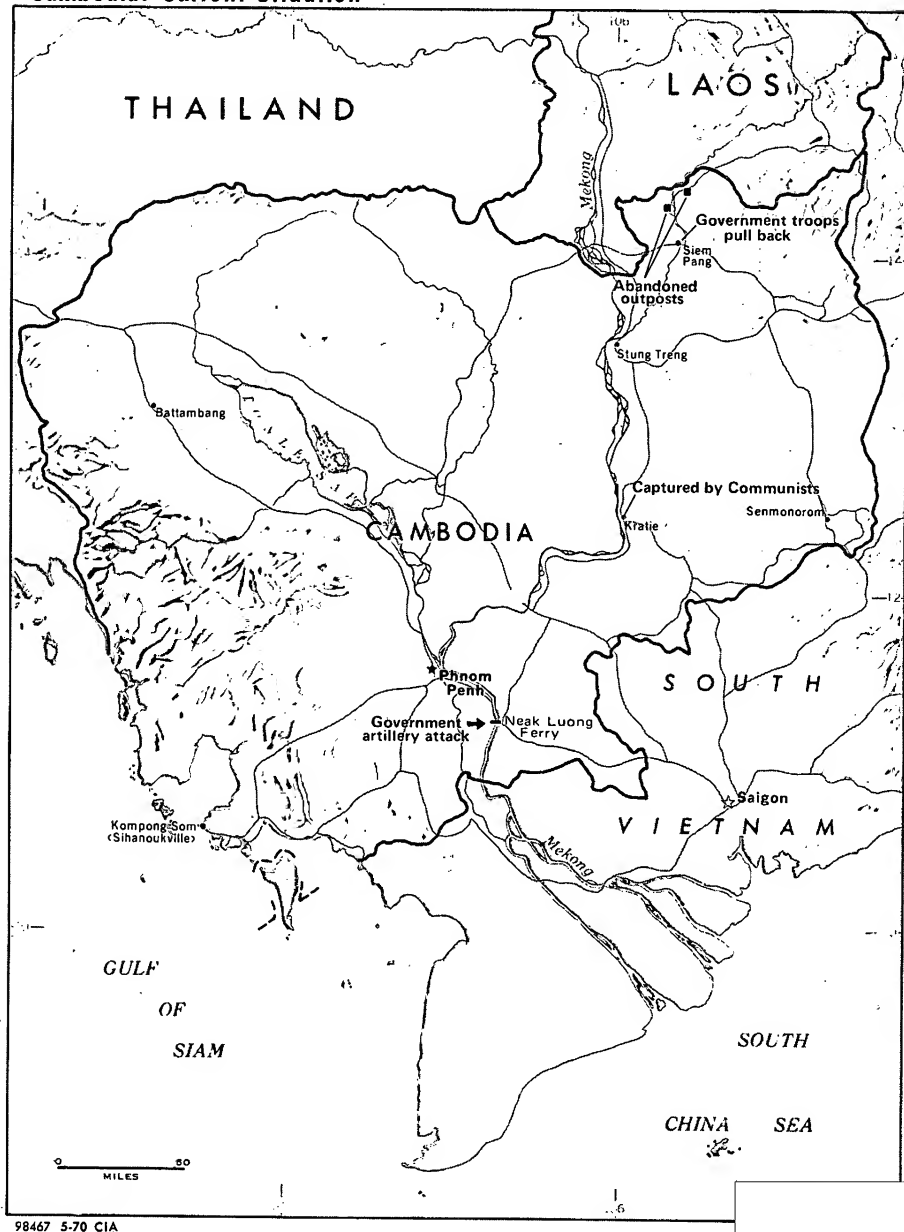 106
THAILAND
LAOS
Mekong
Government troops
pull back
Siem
Pang
Abandoned
outposts
Stung Treng
Battambang
Captured by Communists
Senmonorom
Kratie
CAMBODIA
12
Phnom
Penh
SOUTH
Government
artillery attack
Neak Luong
Ferry
Saigon
Kompong Som
(Sihanoukville)
VIETNAM
Mekong
GULF
OF
SIAM
SOUTH
CHINA SEA
MILES
98467 5-70 CIA